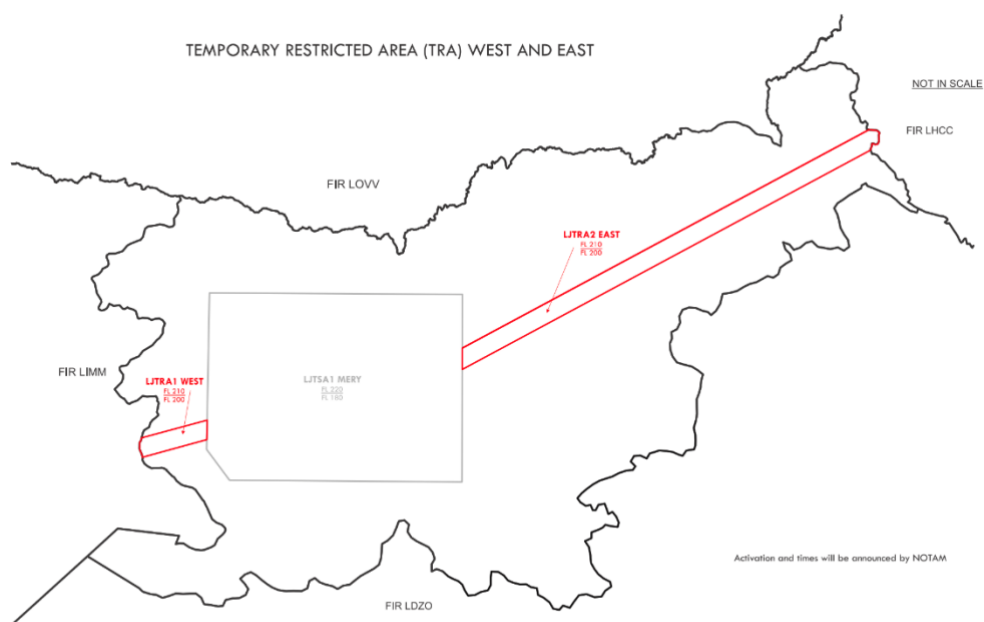 TEMPORARY RESTRICTED AREA (TRA) WEST AND EAST
NOT IN SCALE
FIR LHCC
FIR LOVV
LJTRA2 EAST
FL 210
FL 200
FIR LIMM
LJTRA1 WEST
FL 210
FL 200
LJTSA1 MERY
FL 220
FL 180
Activation and times will be announced by NOTAM
FIR LDZO